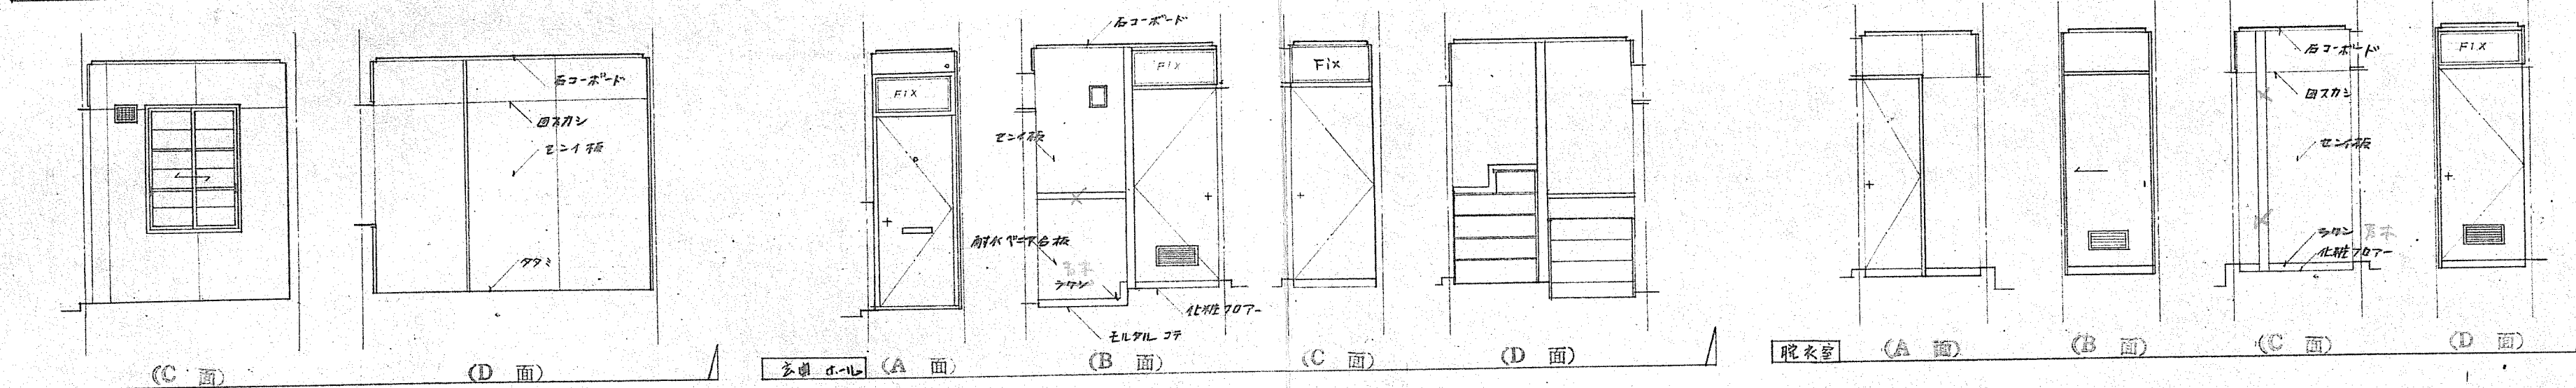 石コーボード
回スカシ
センイ板
タタミ
(C 面)
(D 面)
FIX
石コーボード
FIX
センイ板
耐水ベニヤ合板
ラワン
化粧フロアー
モルタル コテ
Fix
玄関 ホール
(A 面)
(B 面)
(C 面)
(D 面)
石コーボード
回スカシ
センイ板
ラワン
化粧フロアー
FIX
脱衣室
(A 面)
(B 面)
(C 面)
(D 面)